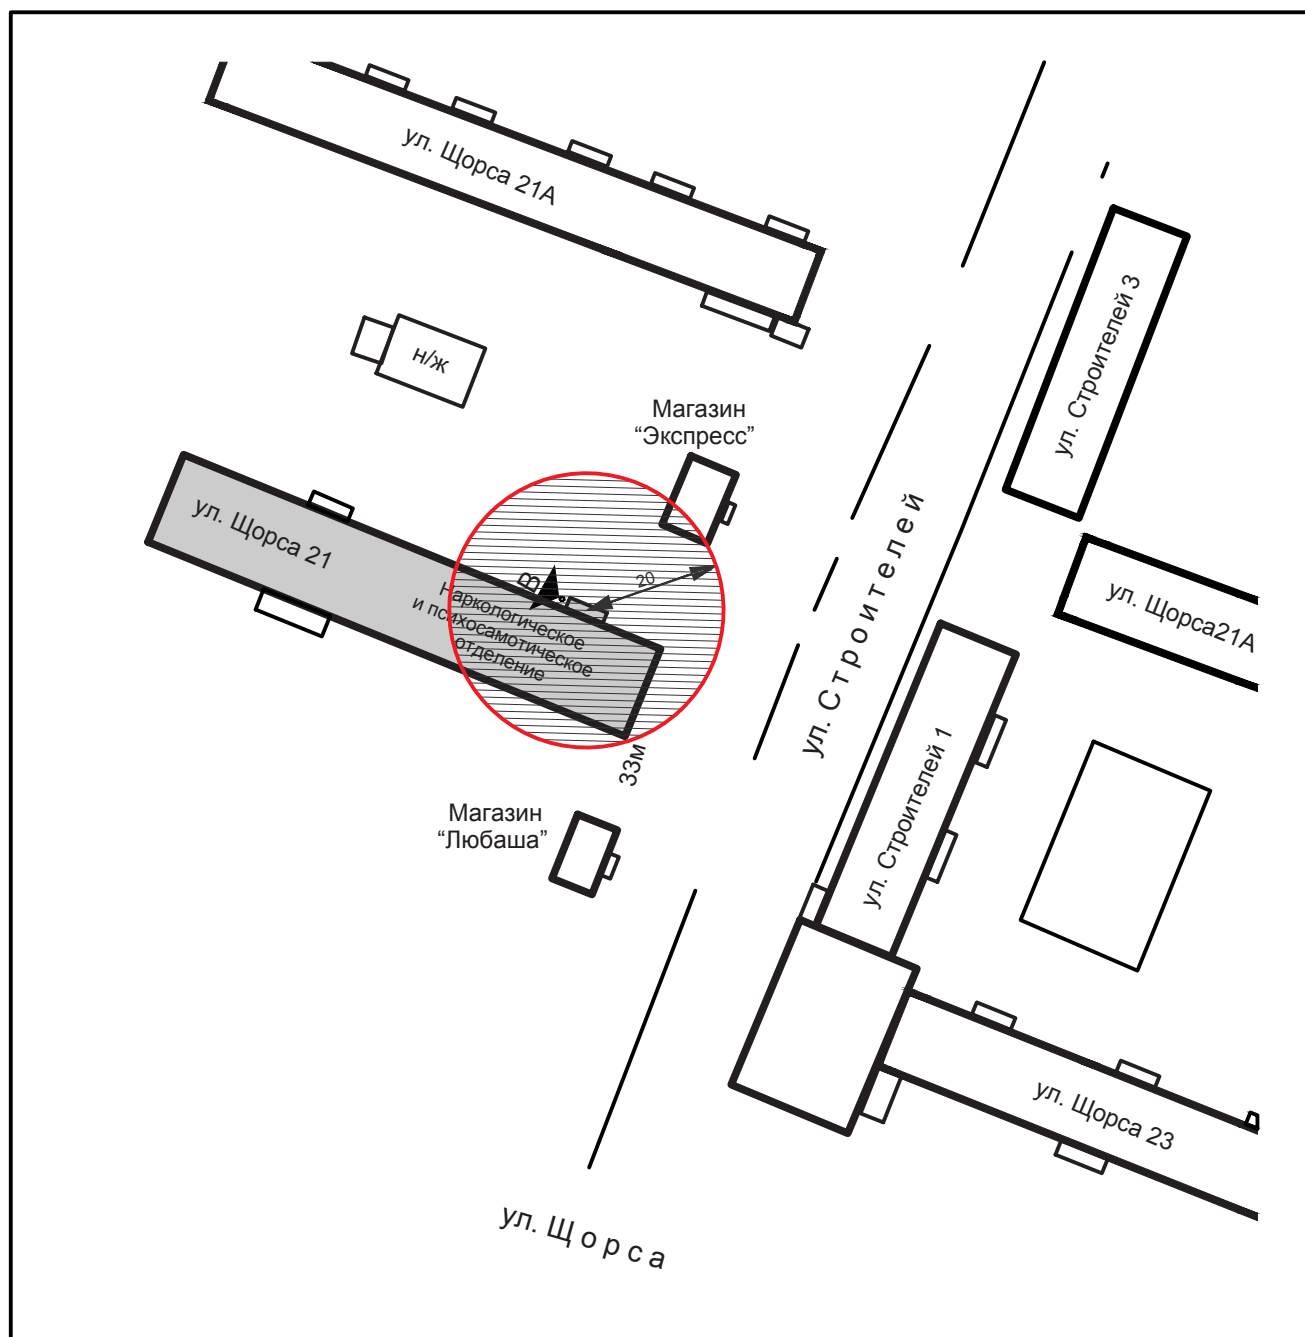 ул. Щорса 21А
ул. Строителей 3
н/ж
Магазин
“Экспресс”
ул. Щорса 21
В
20
Наркологическое
и психосамотическое
отделение
ул. Щорса21А
ул. Строителей
33м
ул. Строителей 1
Магазин
“Любаша”
ул. Щорса 23
ул. Щорса